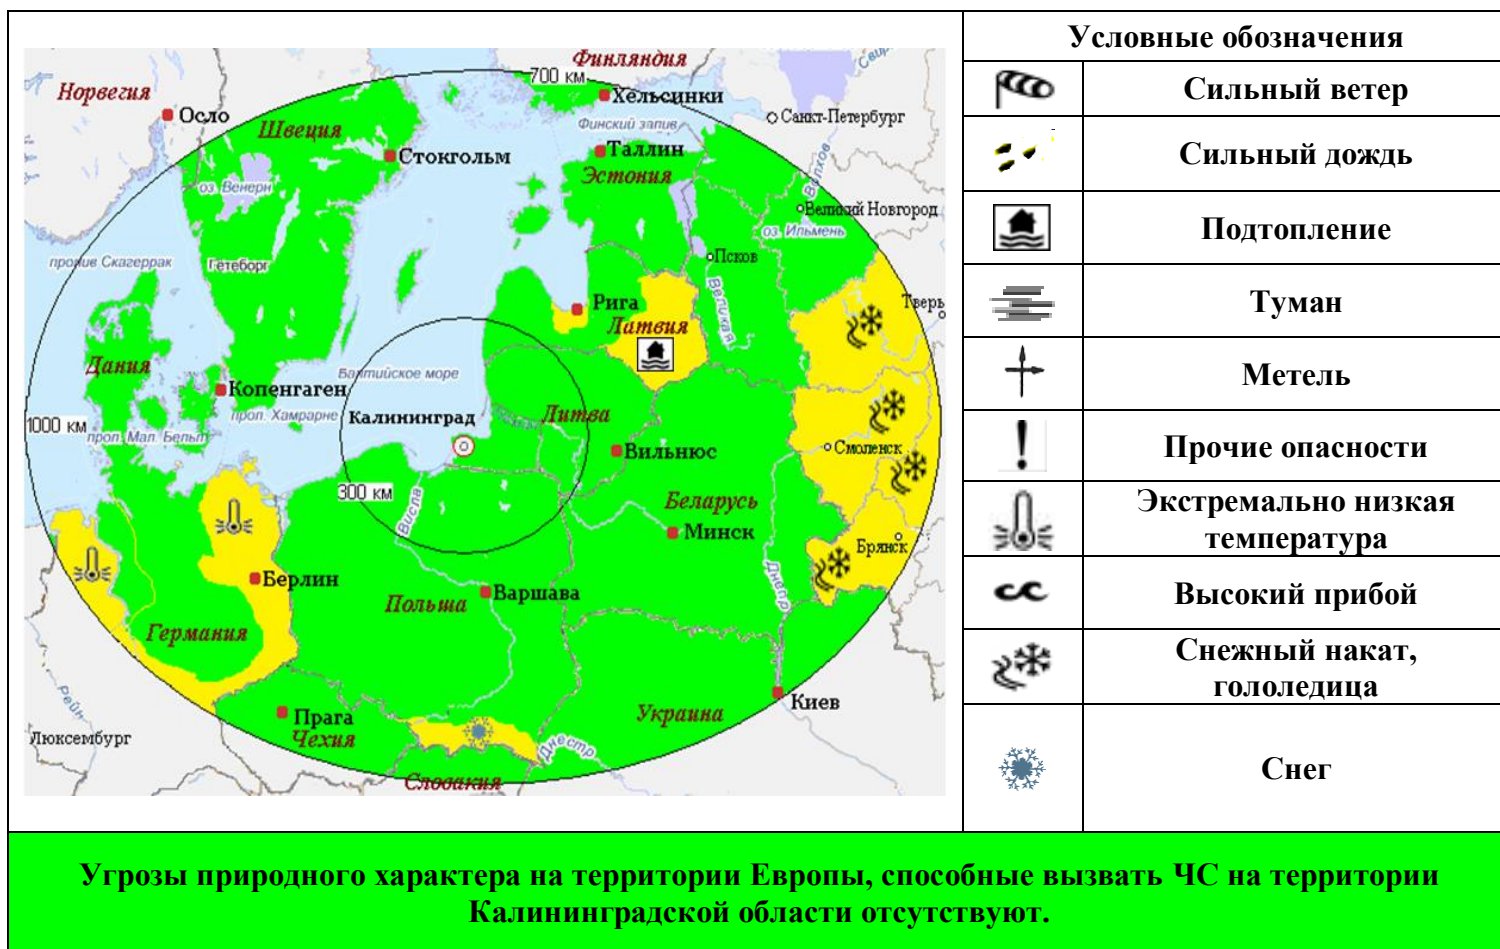 Условные обозначения
Сильный ветер
Сильный дождь
Подтопление
Туман
Метель
Прочие опасности
Экстремально низкая
температура
Высокий прибой
Снежный накат,
гололедица
Снег
Финляндия
700 км
Норвегия
Хельсинки
Осло
Санкт-Петербург
Швеция
Финский запив
Стокгольм
Таллин
Эстония
Волхов
оз. Венерн
Великий Новгород
оз. Ильмень
пролив Скагеррак
Гетеборг
Псков
Великая
Рига
Тверь
Латвия
Дания
Балтийское море
Копенгаген
прол. Хамрарне
Калининград
Литва
1000 км
прол. Мал. Бельт
Смоленск
Вильнюс
300 км
Висла
Беларусь
Минск
Брянск
Берлин
Днепр
Польша
Варшава
Германия
Рейн
Прага
Чехия
Украина
Киев
Люксембург
Днестр
Словакия
Угрозы природного характера на территории Европы, способные вызвать ЧС на территории
Калининградской области отсутствуют.